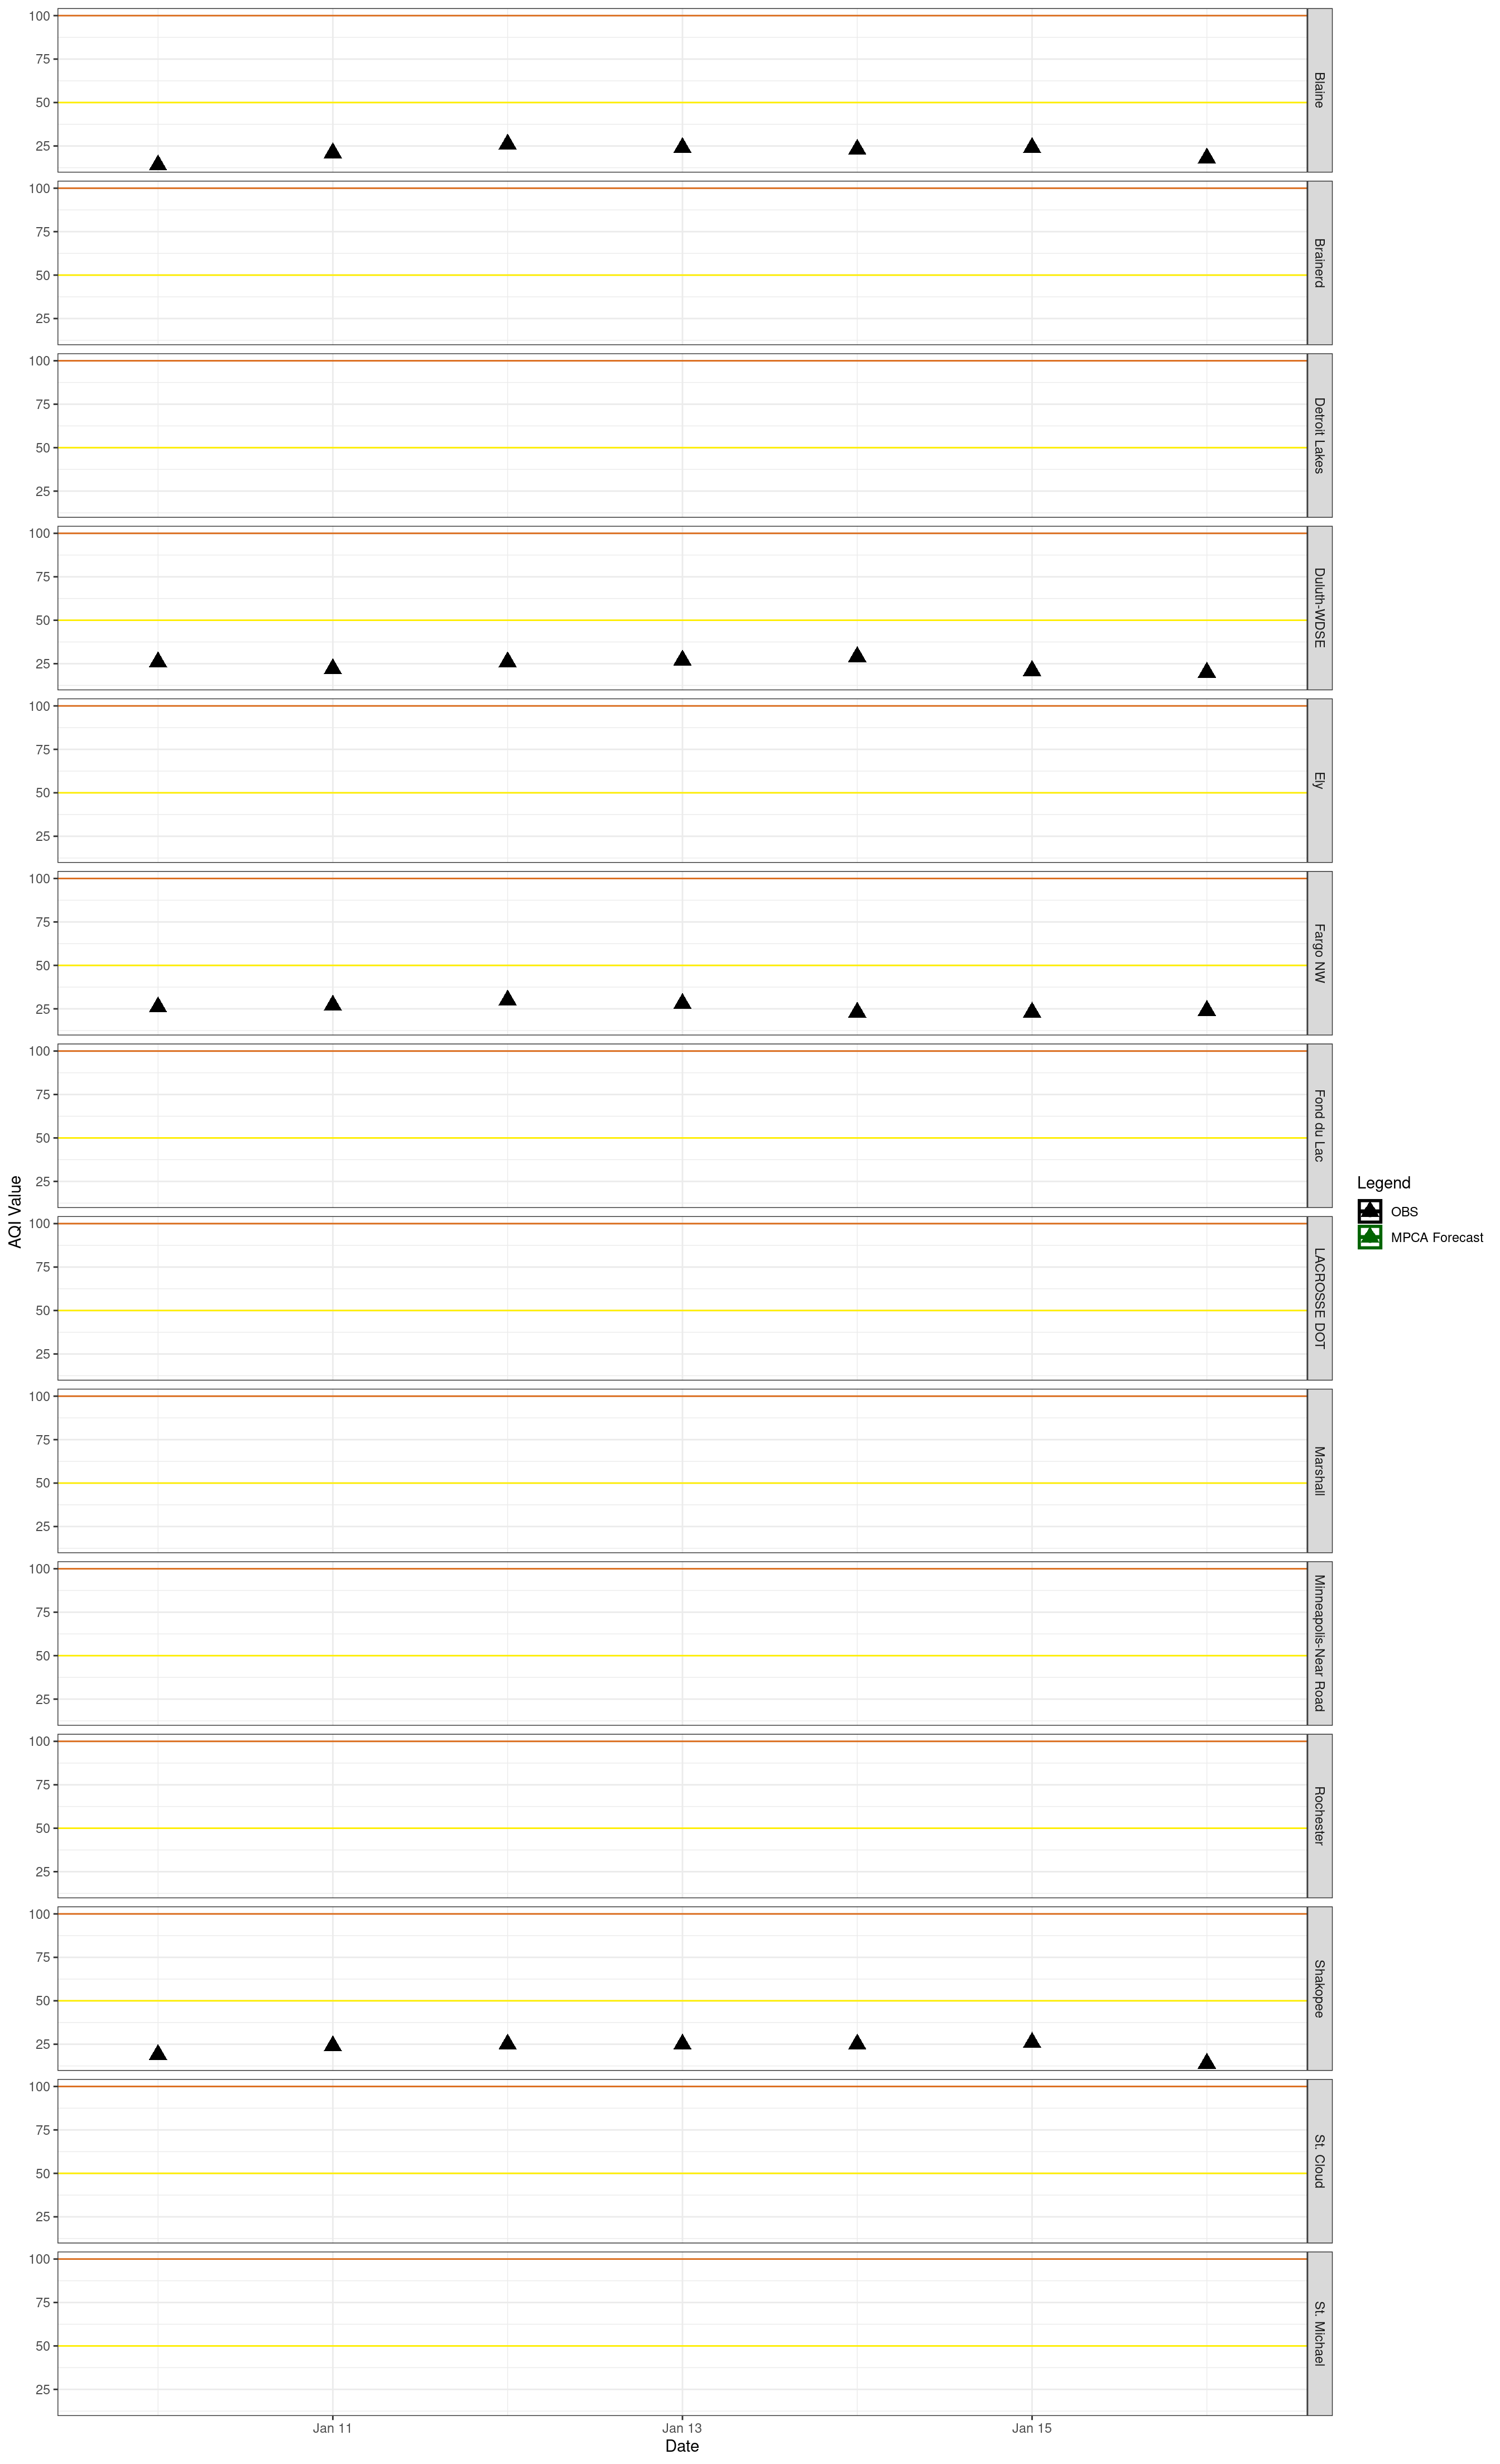 100
75
50
25
Blaine
100
75
50
25
Brainerd
100
75
50
25
Detroit Lakes
100
75
50
25
Duluth-WDSE
100
75
50
25
Ely
100
75
50
25
Fargo NW
100
75
50
25
Fond du Lac
100
75
50
25
LACROSSE DOT
100
75
50
25
Marshall
100
75
50
25
Minneapolis-Near Road
100
75
50
25
Rochester
100
75
50
25
Shakopee
100
75
50
25
St. Cloud
100
75
50
25
St. Michael
Jan 11
Jan 13
Jan 15
Date
AQI Value
Legend
OBS
MPCA Forecast